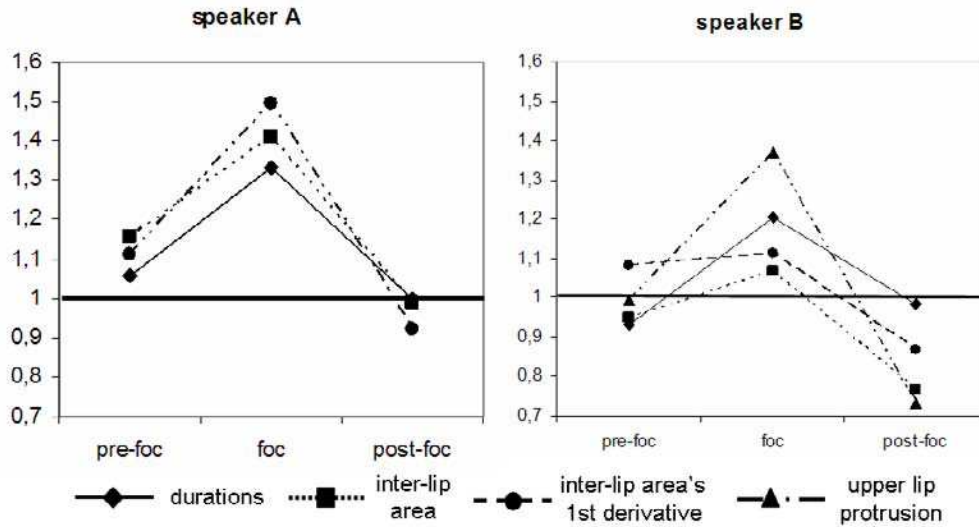 speaker A
1,6
1,5
1,4
1,3
1,2
1,1
1
0,9
0,8
0,7
pre-foc foc post-foc
speaker B
1,6
1,5
1,4
1,3
1,2
1,1
1
0,9
0,8
0,7
pre-foc foc post-foc
durations
inter-lip
area
inter-lip area's
1st derivative
upper lip
protrusion